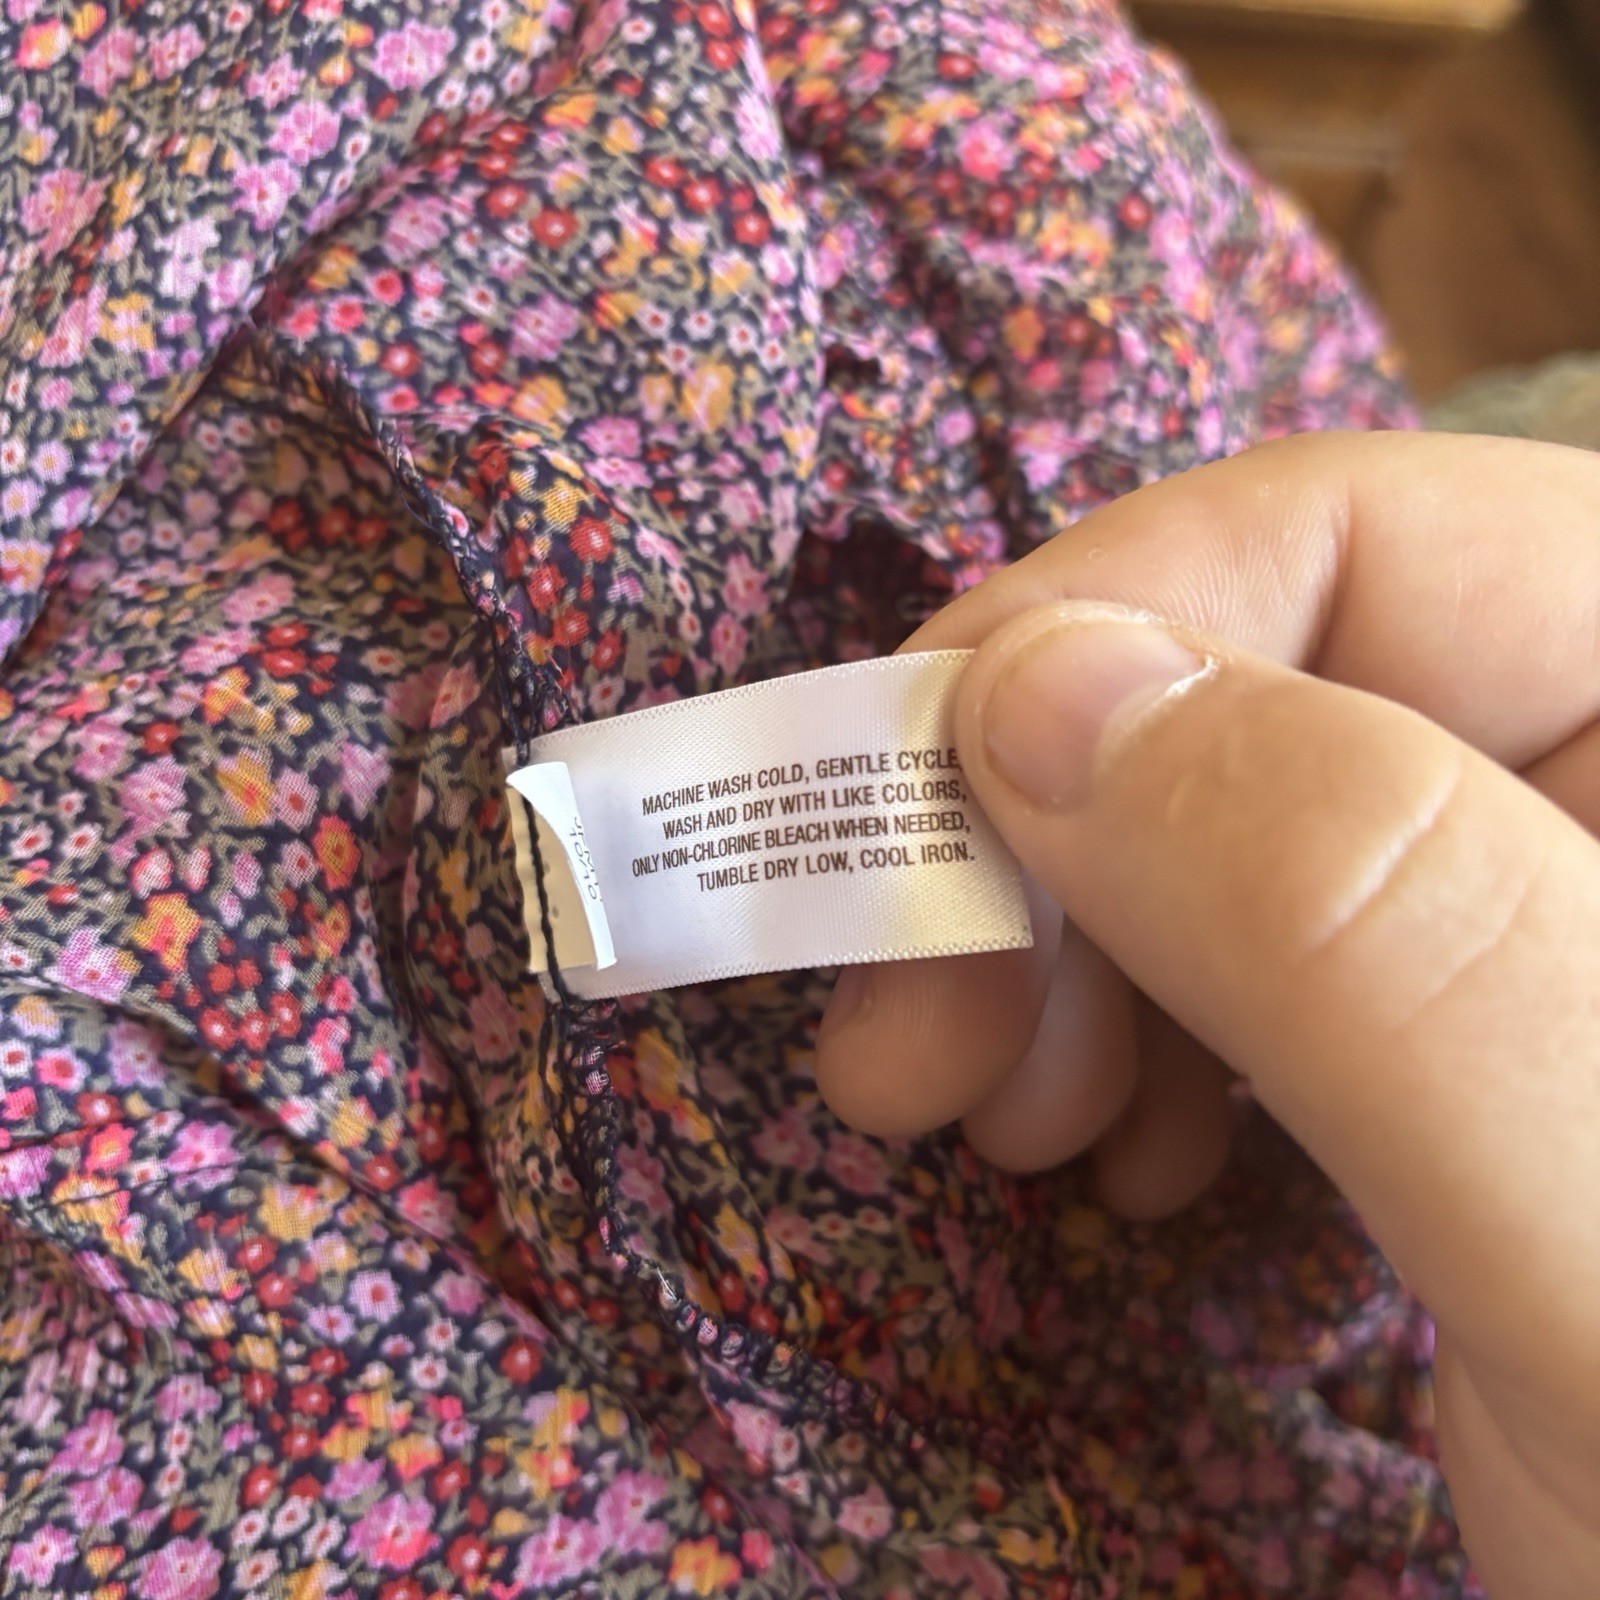 MACHINE WASH COLD, GENTLE CYCLE,
WASH AND DRY WITH LIKE COLORS,
ONLY NON-CHLORINE BLEACH WHEN NEEDED,
TUMBLE DRY LOW, COOL IRON.